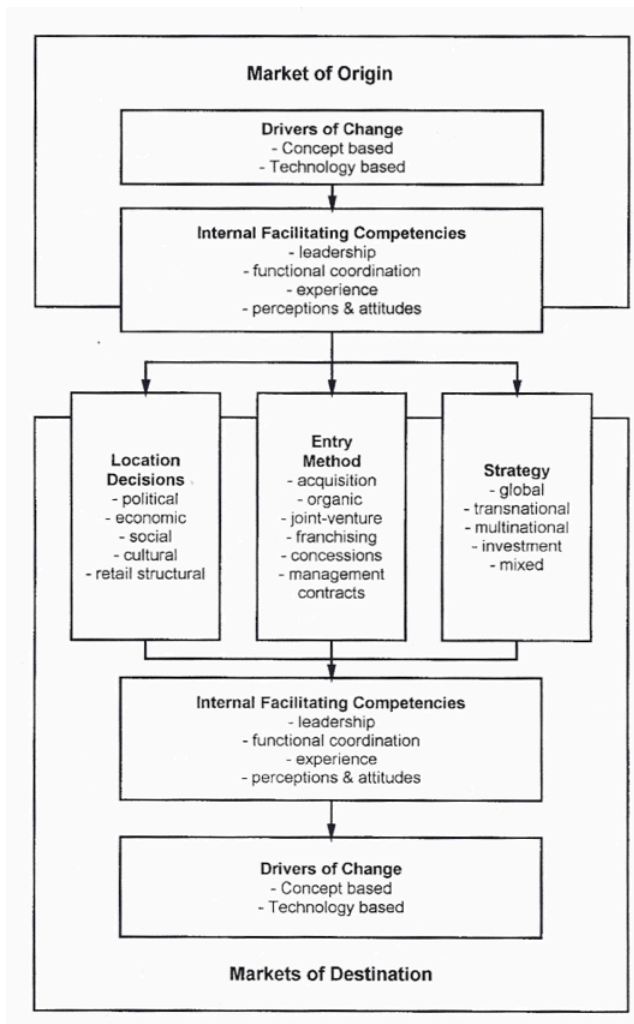 Market of Origin
Drivers of Change
- Concept based
- Technology based
Internal Facilitating Competencies
- leadership
- functional coordination
- experience
- perceptions & attitudes
Location
Decisions
- political
- economic
- social
- cultural
- retail structural
Entry
Method
- acquisition
- organic
- joint-venture
- franchising
- concessions
- management
contracts
Strategy
- global
- transnational
- multinational
- investment
- mixed
Internal Facilitating Competencies
- leadership
- functional coordination
- experience
- perceptions & attitudes
Drivers of Change
- Concept based
- Technology based
Markets of Destination